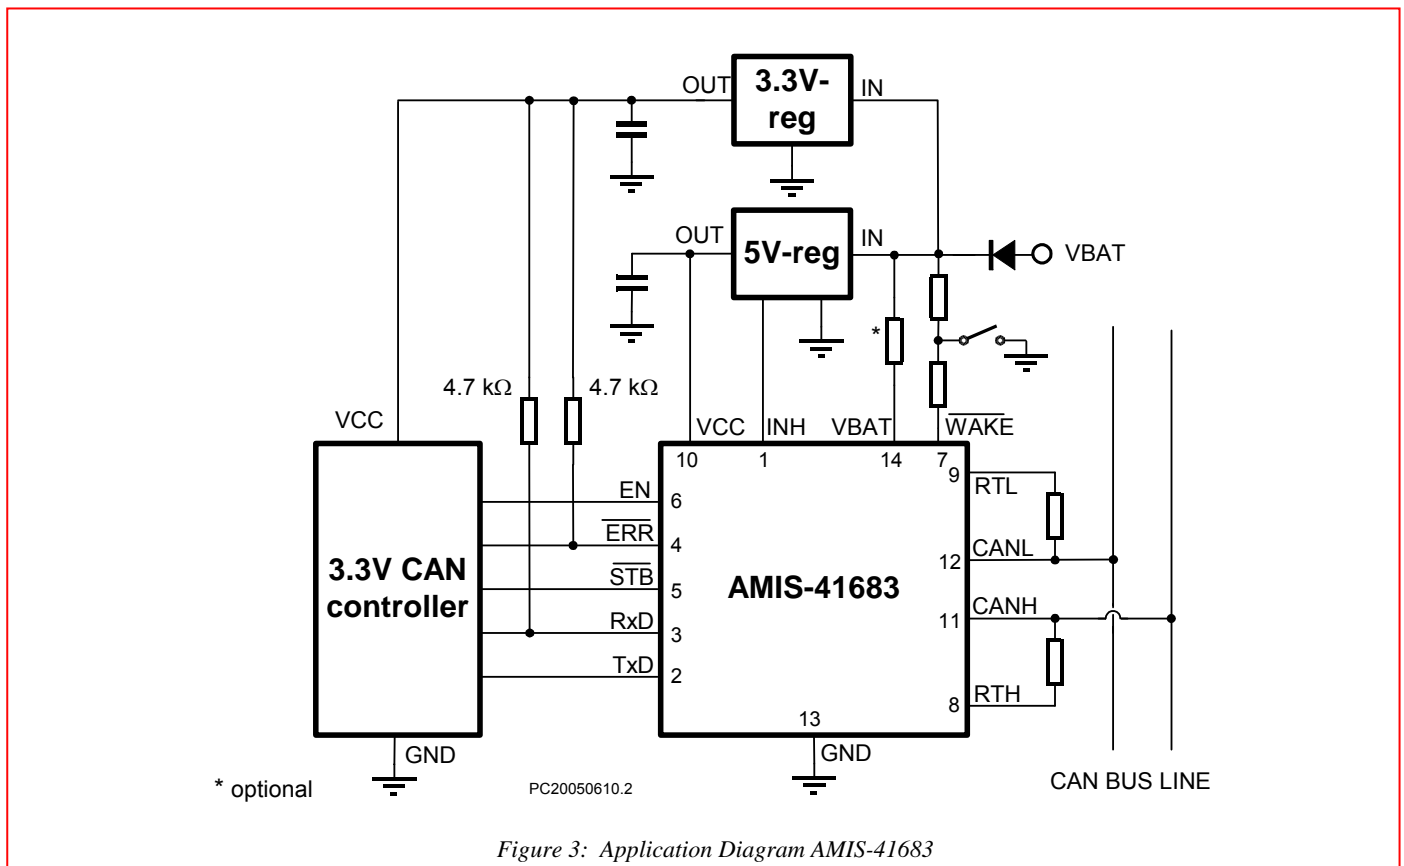 OUT
3.3V-
reg
IN
OUT
5V-reg
IN
VBAT
*
4.7 kΩ
4.7 kΩ
VCC
VCC
INH
VBAT
WAKE
10
1
14
7
9
RTL
EN
6
ERR
4
12
CANL
3.3V CAN
controller
STB
5
AMIS-41683
RxD
3
11
CANH
TxD
2
8
RTH
13
GND
GND
* optional
PC20050610.2
CAN BUS LINE
Figure 3: Application Diagram AMIS-41683